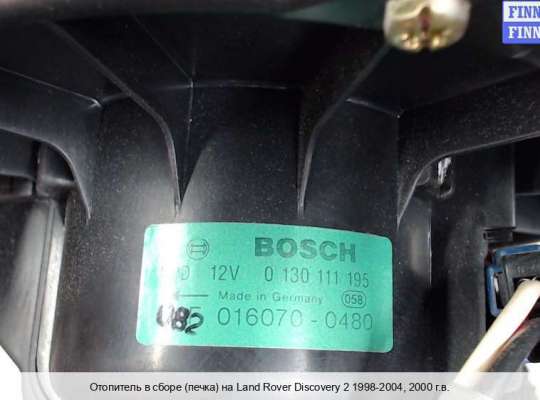 FINN
FINN
BOSCH
12V 0 130 111 195
Made in Germany 058
016070-0480
Отопитель в сборе (печка) на Land Rover Discovery 2 1998-2004, 2000 г.в.